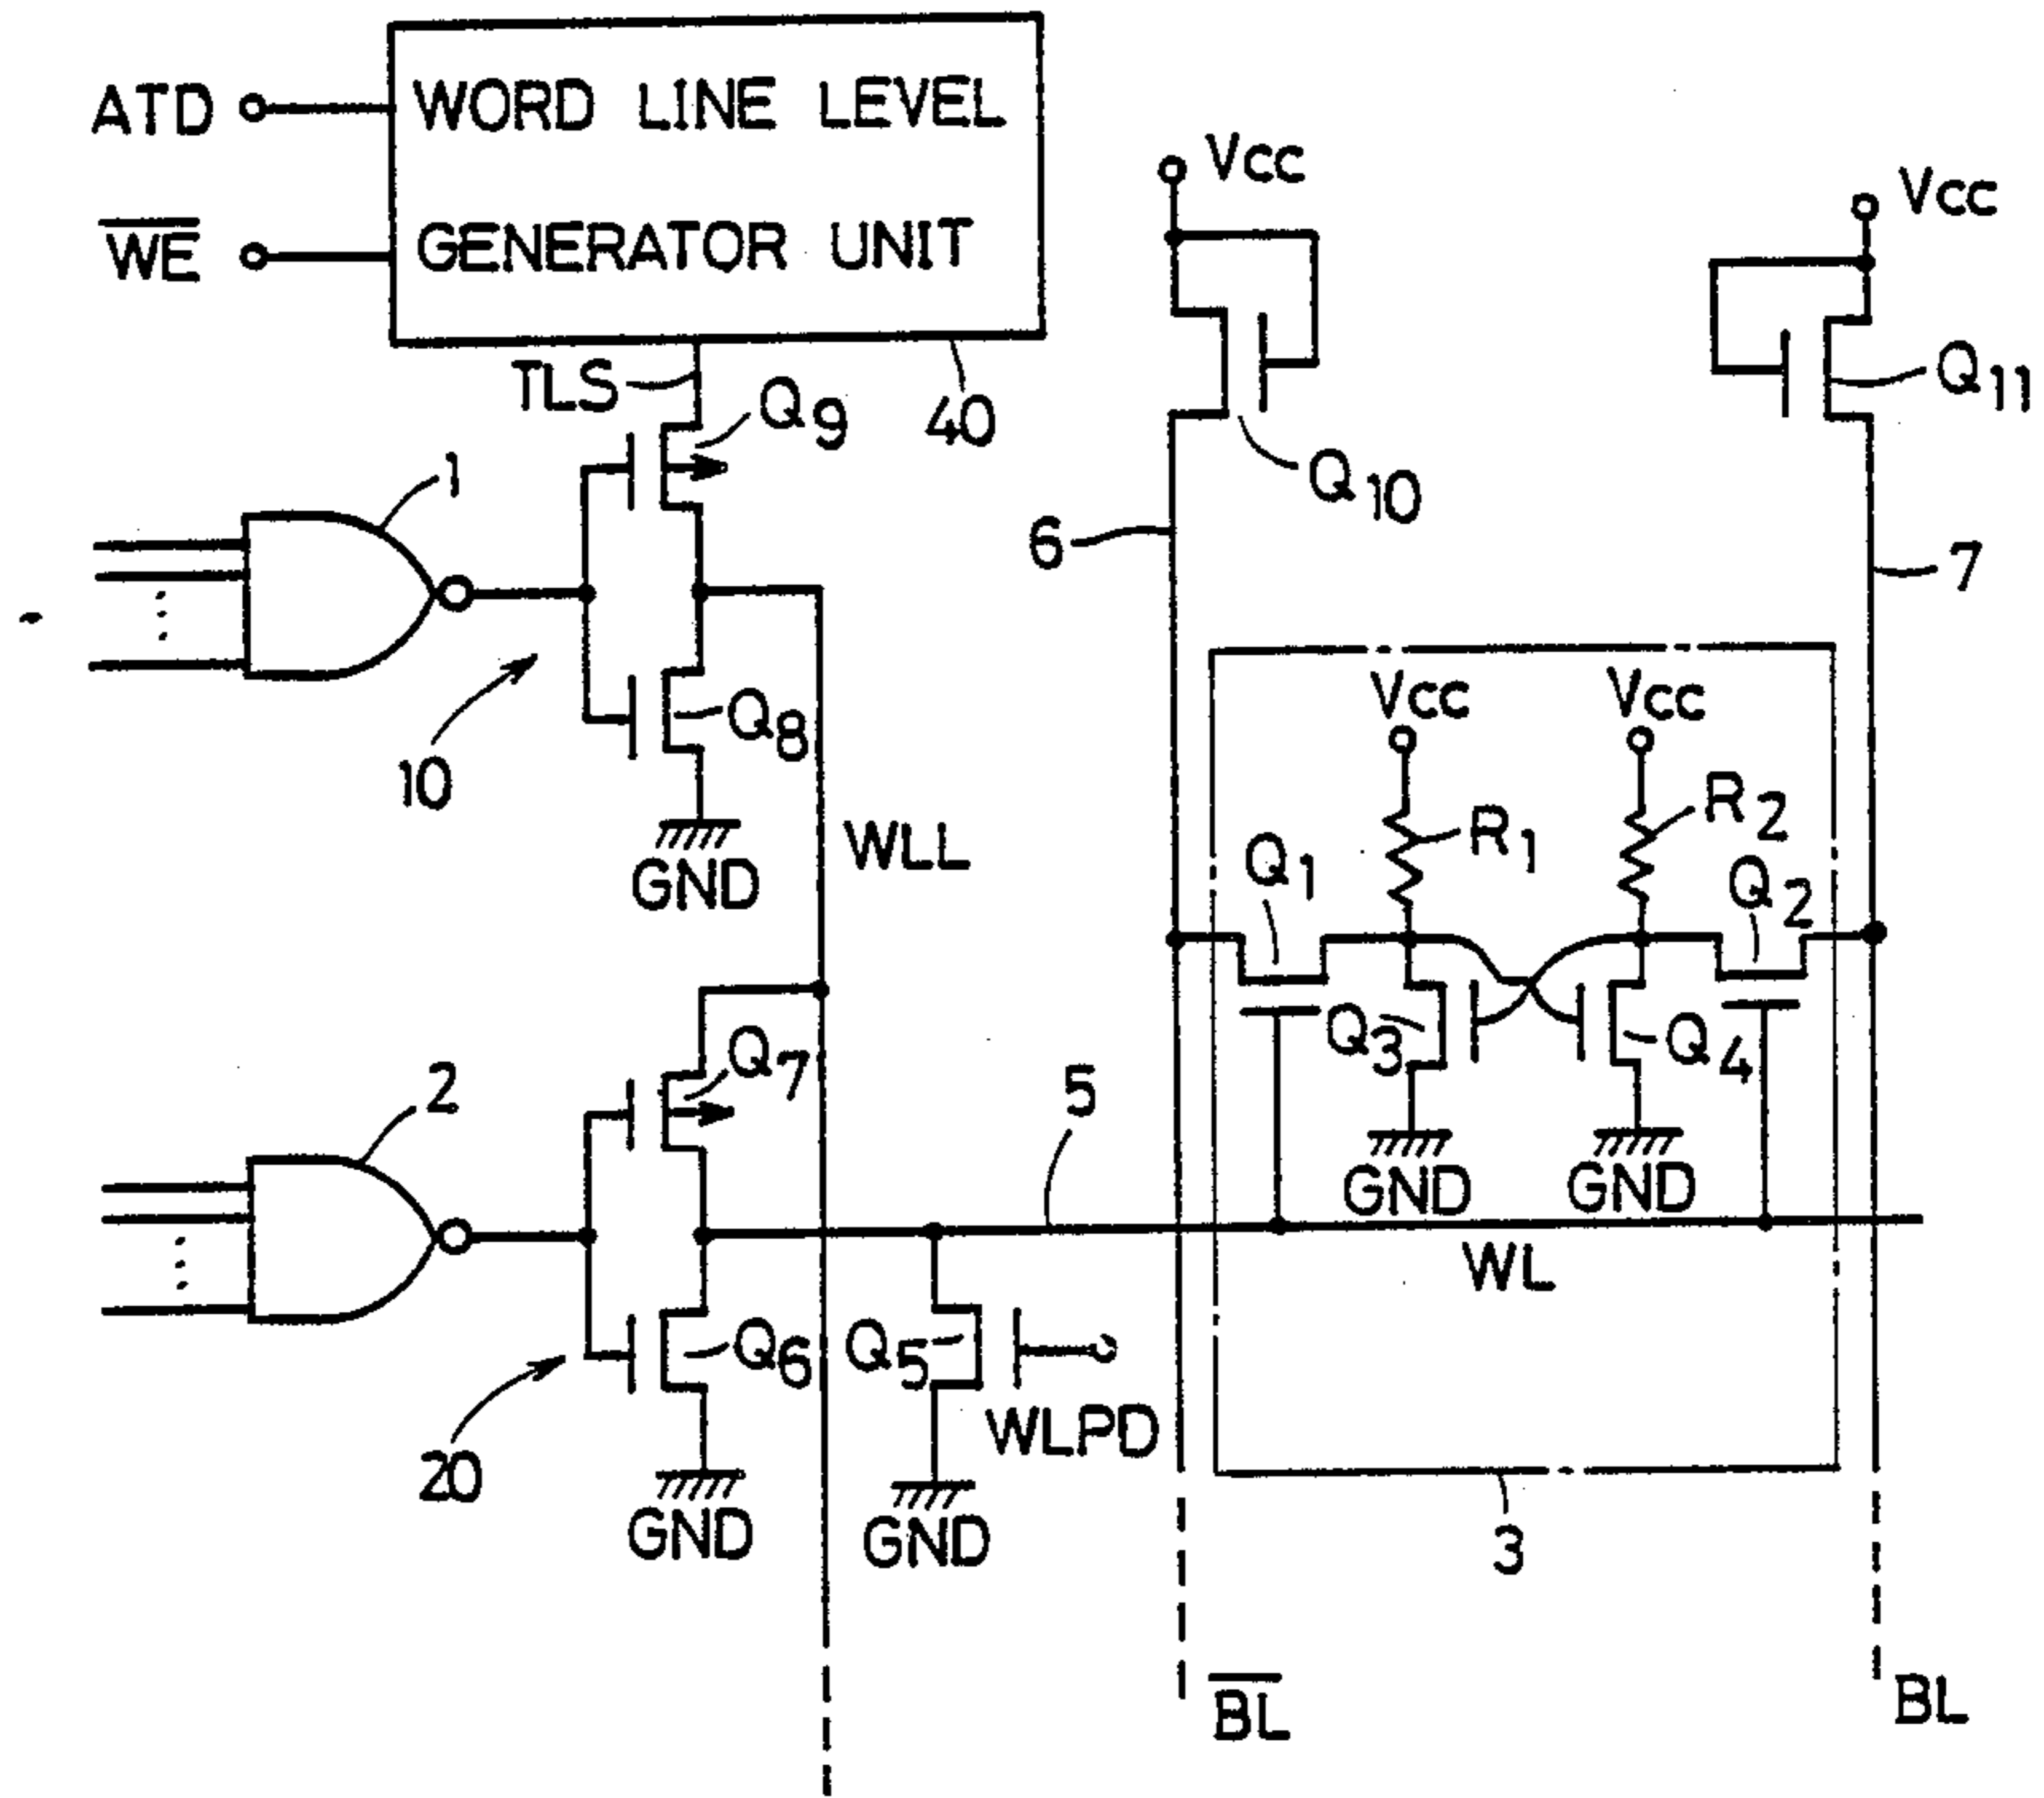 ATD
WORD LINE LEVEL
W̅E̅
GENERATOR UNIT
VCC
VCC
TLS
Q9
40
Q10
Q11
1
6
7
10
Q8
GND
WLL
VCC
VCC
R1
R2
Q1
Q2
Q3
Q4
GND
GND
2
Q7
5
WL
20
Q6
Q5
WLPD
GND
GND
3
B̅L̅
BL